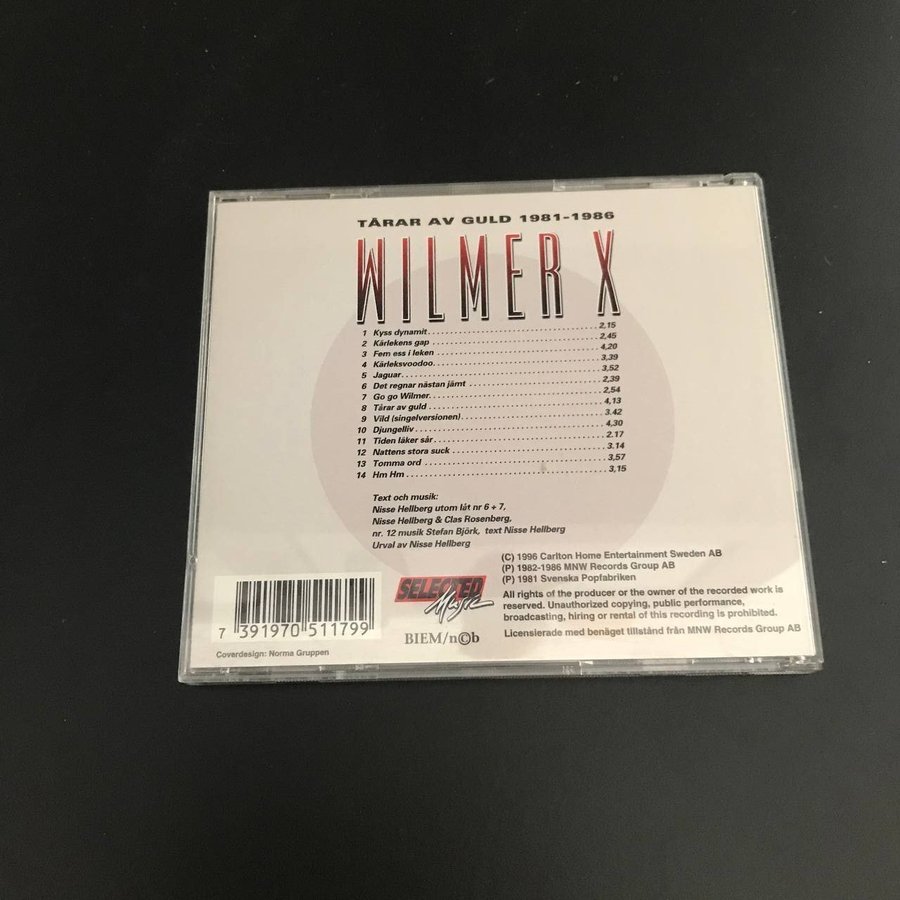 TÅRAR AV GULD 1981-1986
WILMER X
1 Kyss dynamit 2,15
2 Kärlekens gap 2,45
3 Fem ess i leken 4,20
4 Kärleksvoodoo 3,39
5 Jaguar 3,52
6 Det regnar nästan jämt 2,39
7 Go go Wilmer 2,54
8 Tårar av guld 4,13
9 Vild (singelversionen) 3.42
10 Djungelliv 4,30
11 Tiden läker sår 2.17
12 Nattens stora suck 3.14
13 Tomma ord 3,57
14 Hm Hm 3,15
Text och musik:
Nisse Hellberg utom låt nr 6 + 7,
Nisse Hellberg & Clas Rosenberg,
nr. 12 musik Stefan Björk, text Nisse Hellberg
Urval av Nisse Hellberg
(C) 1996 Carlton Home Entertainment Sweden AB
(P) 1982-1986 MNW Records Group AB
(P) 1981 Svenska Popfabriken
All rights of the producer or the owner of the recorded work is
reserved. Unauthorized copying, public performance,
broadcasting, hiring or rental of this recording is prohibited.
Licensierade med benäget tillstånd från MNW Records Group AB
SELECTED
Music
BIEM/n©b
7 391970 511799
Coverdesign: Norma Gruppen